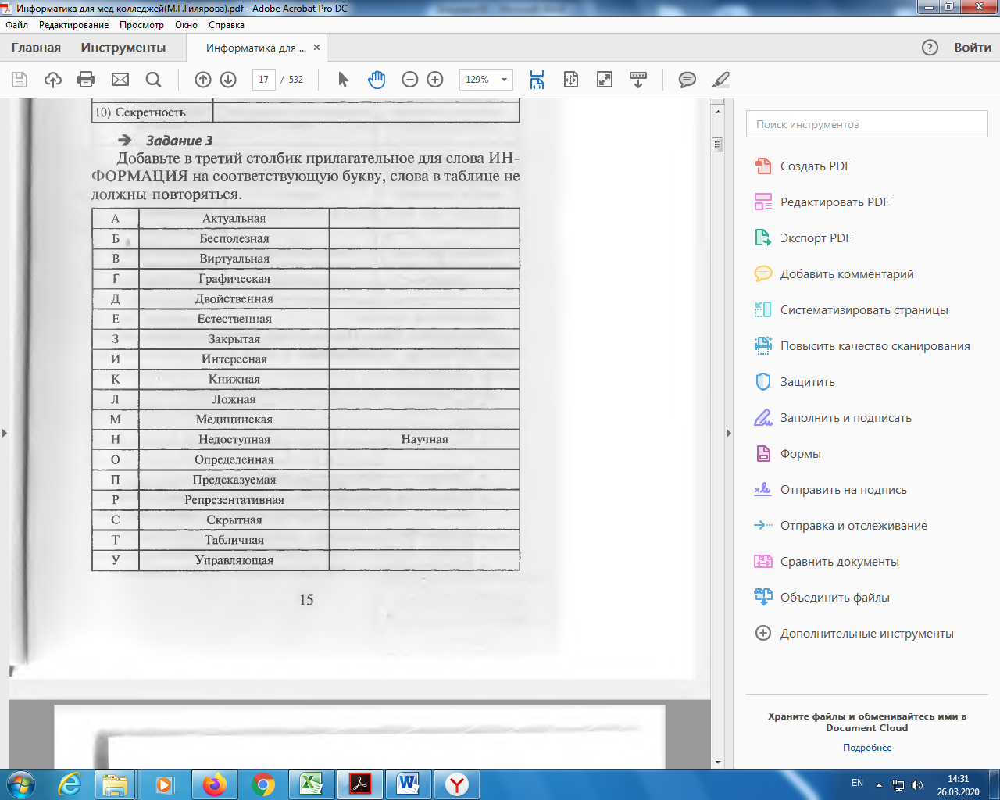 Информатика для мед колледжей(М.Г.Гилярова).pdf - Adobe Acrobat Pro DC
Файл Редактирование Просмотр Окно Справка
Главная Инструменты Информатика для ... × ? Войти
17 / 532 129%
10) Секретность
Задание 3
Добавьте в третий столбик прилагательное для слова ИН-
ФОРМАЦИЯ на соответствующую букву, слова в таблице не
должны повторяться.
А Актуальная
Б Бесполезная
В Виртуальная
Г Графическая
Д Двойственная
Е Естественная
З Закрытая
И Интересная
К Книжная
Л Ложная
М Медицинская
Н Недоступная Научная
О Определенная
П Предсказуемая
Р Репрезентативная
С Скрытная
Т Табличная
У Управляющая
15
Поиск инструментов
Создать PDF
Редактировать PDF
Экспорт PDF
Добавить комментарий
Систематизировать страницы
Повысить качество сканирования
Защитить
Заполнить и подписать
Формы
Отправить на подпись
Отправка и отслеживание
Сравнить документы
Объединить файлы
Дополнительные инструменты
Храните файлы и обменивайтесь ими в
Document Cloud
Подробнее
EN 14:31
26.03.2020